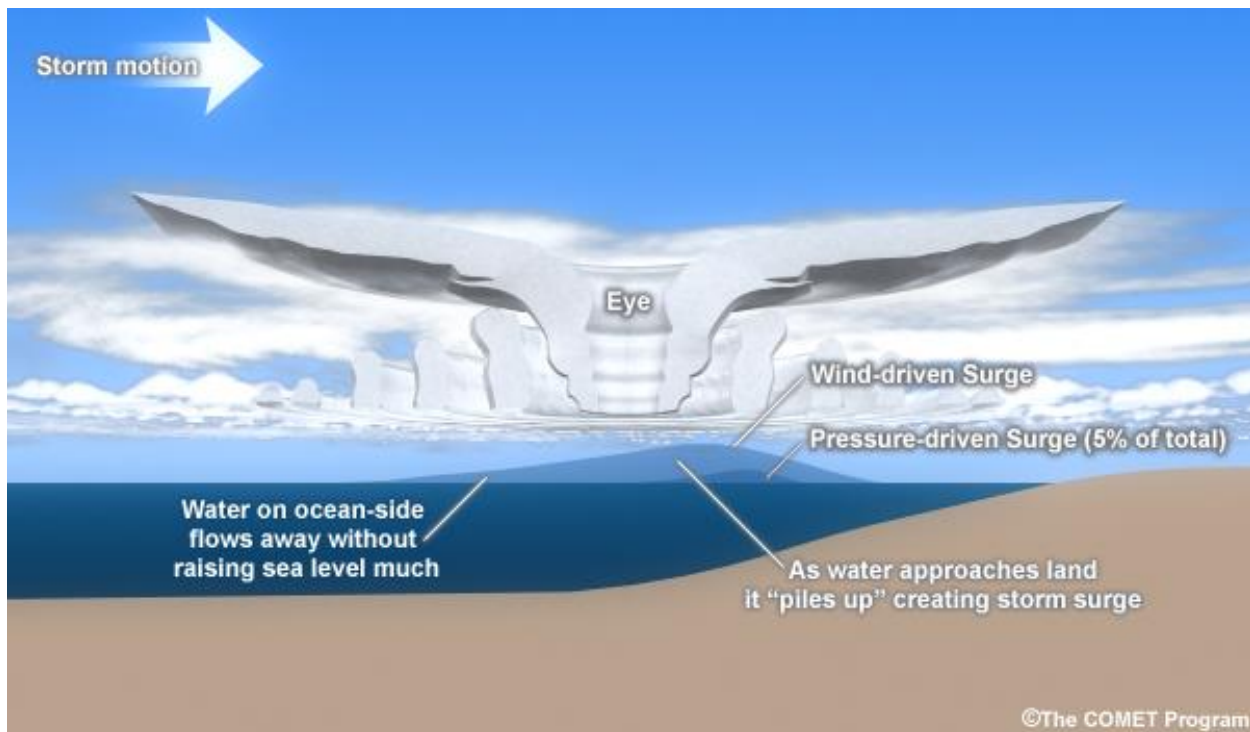 Storm motion
Eye
Wind-driven Surge
Pressure-driven Surge (5% of total)
Water on ocean-side
flows away without
raising sea level much
As water approaches land
it “piles up” creating storm surge
©The COMET Program